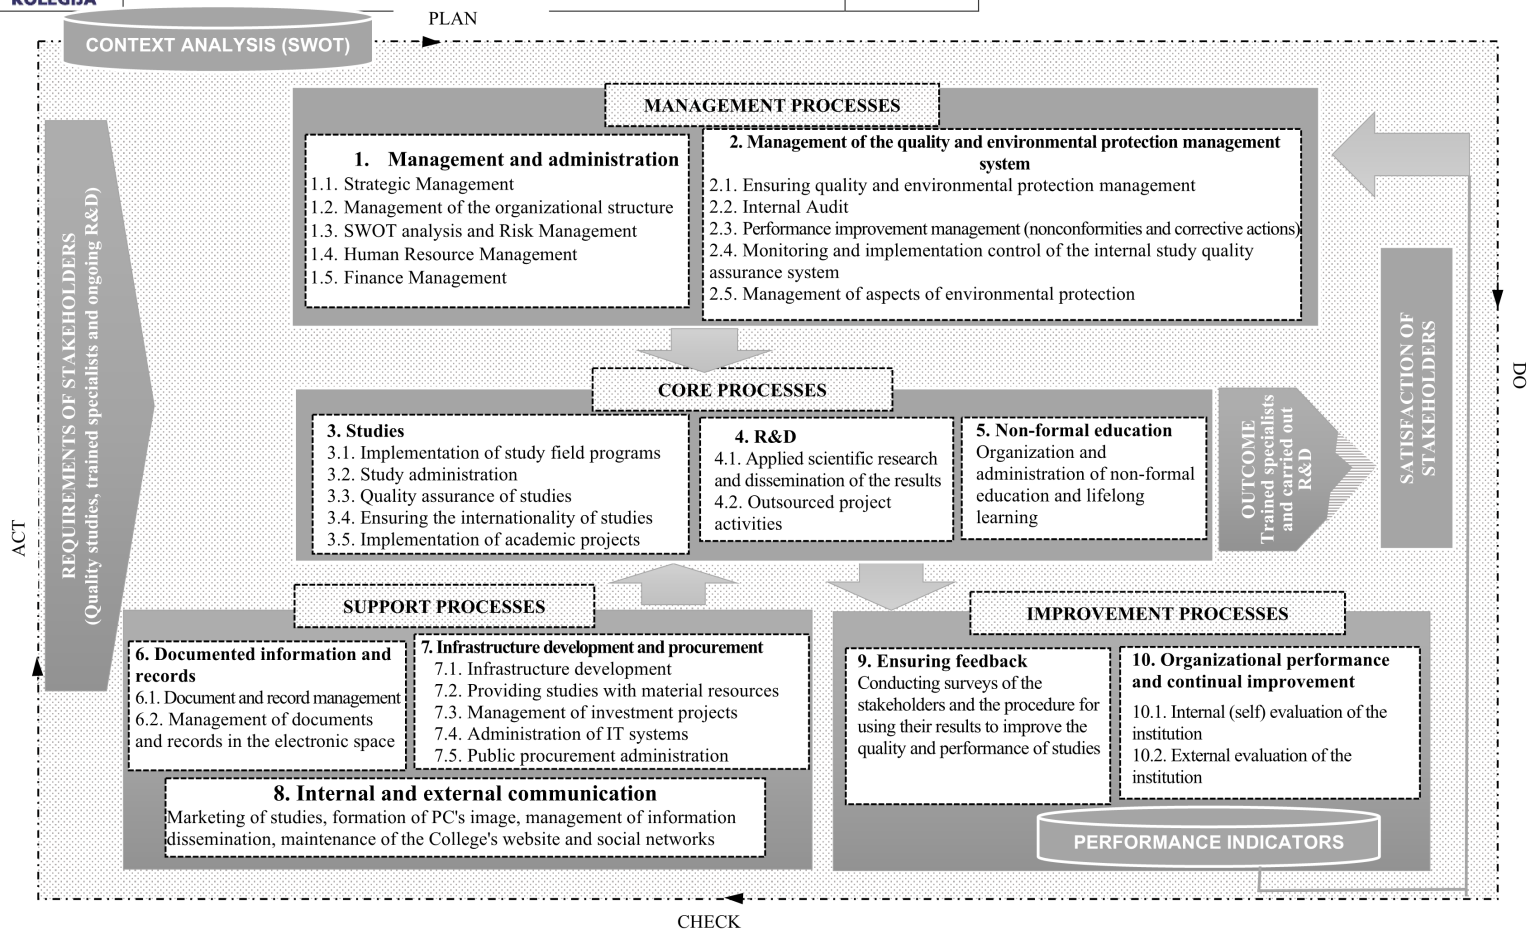 KOLEGIJA
PLAN
CONTEXT ANALYSIS (SWOT)
MANAGEMENT PROCESSES
1. Management and administration
1.1. Strategic Management
1.2. Management of the organizational structure
1.3. SWOT analysis and Risk Management
1.4. Human Resource Management
1.5. Finance Management
2. Management of the quality and environmental protection management
system
2.1. Ensuring quality and environmental protection management
2.2. Internal Audit
2.3. Performance improvement management (nonconformities and corrective actions)
2.4. Monitoring and implementation control of the internal study quality
assurance system
2.5. Management of aspects of environmental protection
REQUIREMENTS OF STAKEHOLDERS
(Quality studies, trained specialists and ongoing R&D)
CORE PROCESSES
3. Studies
3.1. Implementation of study field programs
3.2. Study administration
3.3. Quality assurance of studies
3.4. Ensuring the internationality of studies
3.5. Implementation of academic projects
4. R&D
4.1. Applied scientific research
and dissemination of the results
4.2. Outsourced project
activities
5. Non-formal education
Organization and
administration of non-formal
education and lifelong
learning
OUTCOME
Trained specialists
and carried out
R&D
SATISFACTION OF
STAKEHOLDERS
DO
ACT
SUPPORT PROCESSES
6. Documented information and
records
6.1. Document and record management
6.2. Management of documents
and records in the electronic space
7. Infrastructure development and procurement
7.1. Infrastructure development
7.2. Providing studies with material resources
7.3. Management of investment projects
7.4. Administration of IT systems
7.5. Public procurement administration
8. Internal and external communication
Marketing of studies, formation of PC's image, management of information
dissemination, maintenance of the College's website and social networks
IMPROVEMENT PROCESSES
9. Ensuring feedback
Conducting surveys of the
stakeholders and the procedure for
using their results to improve the
quality and performance of studies
10. Organizational performance
and continual improvement
10.1. Internal (self) evaluation of the
institution
10.2. External evaluation of the
institution
PERFORMANCE INDICATORS
CHECK